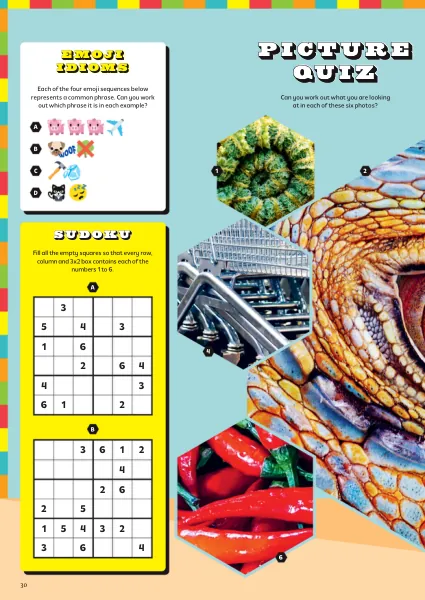 EMOJI
IDIOMS
Each of the four emoji sequences below
represents a common phrase. Can you work
out which phrase it is in each example?
A
B
WOOF
C
D
SUDOKU
Fill all the empty squares so that every row,
column and 3x2 box contains each of the
numbers 1 to 6.
A
3
5 4 3
1 6
2 6 4
4 3
6 1 2
B
3 6 1 2
4
2 6
2 5
1 5 4 3 2
3 6 4
30
PICTURE
QUIZ
Can you work out what you are looking
at in each of these six photos?
1
2
4
6